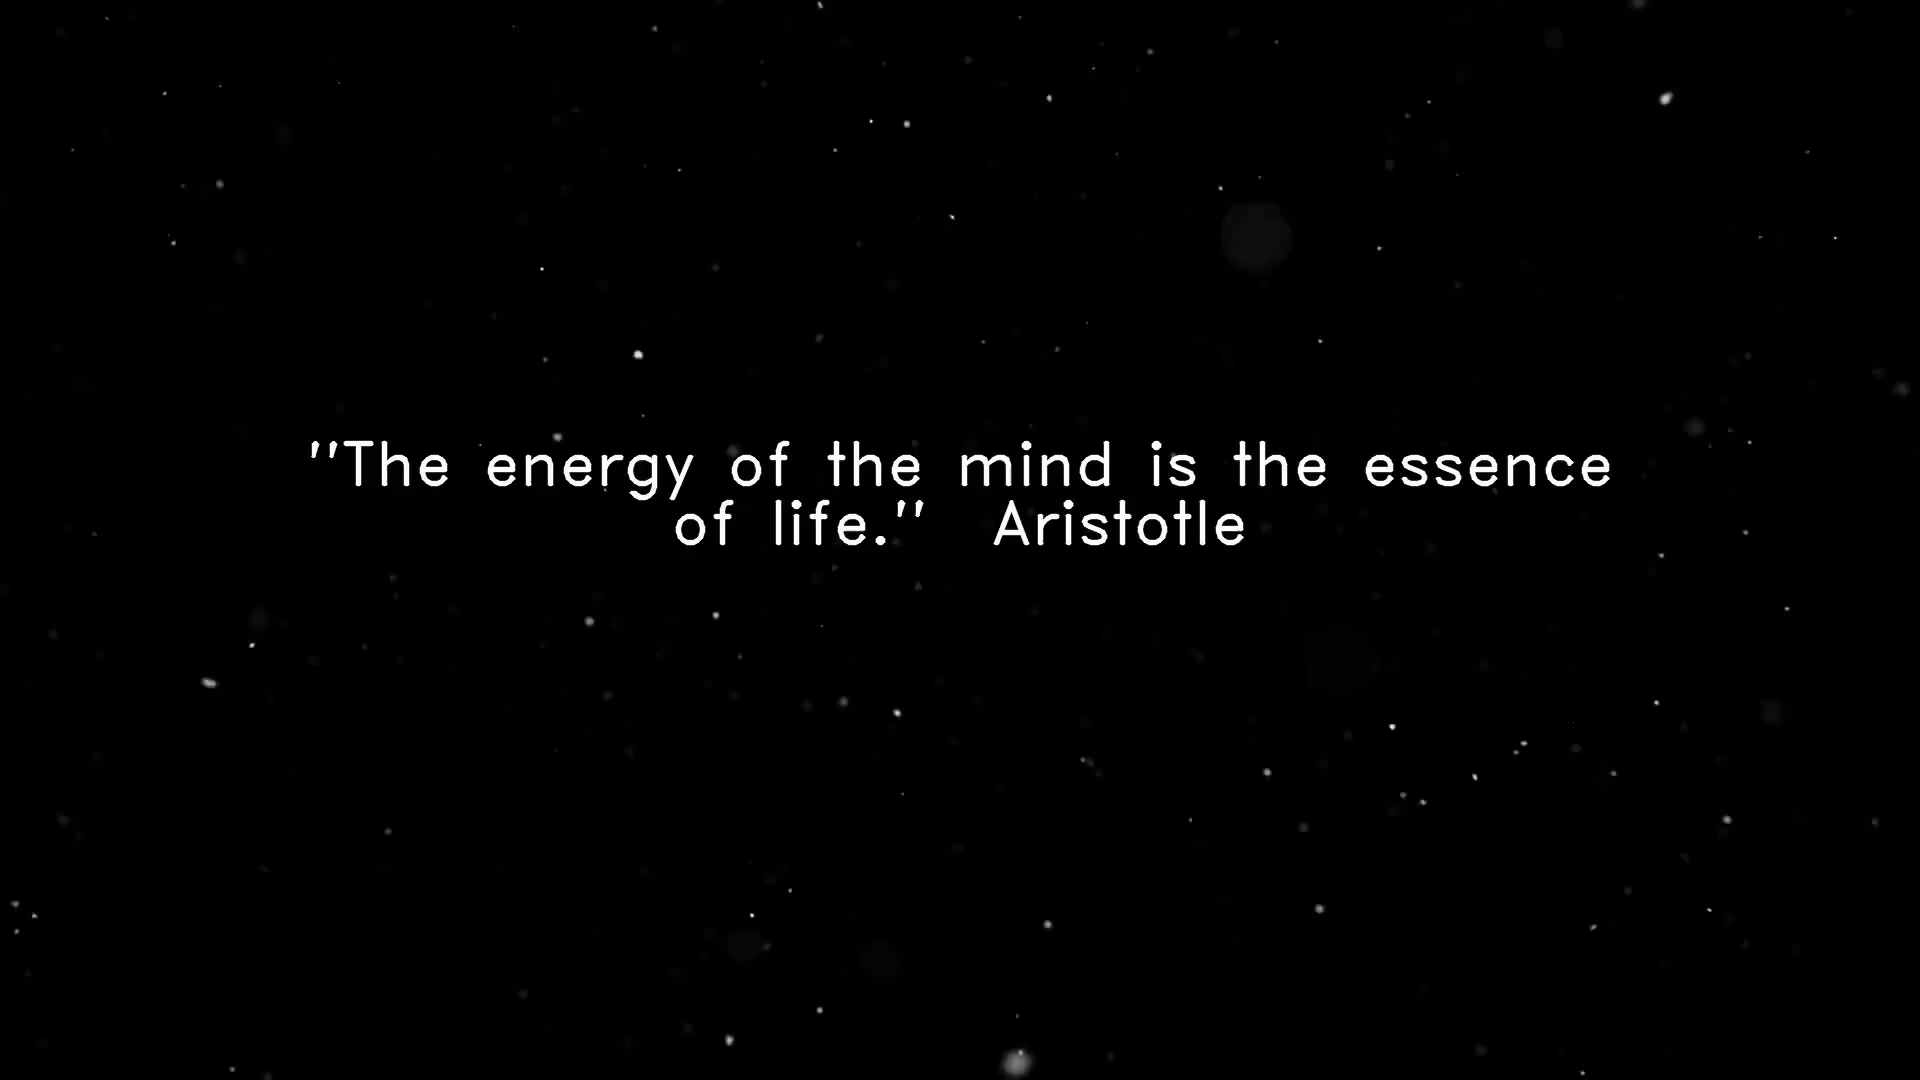 "The energy of the mind is the essence
of life."  Aristotle